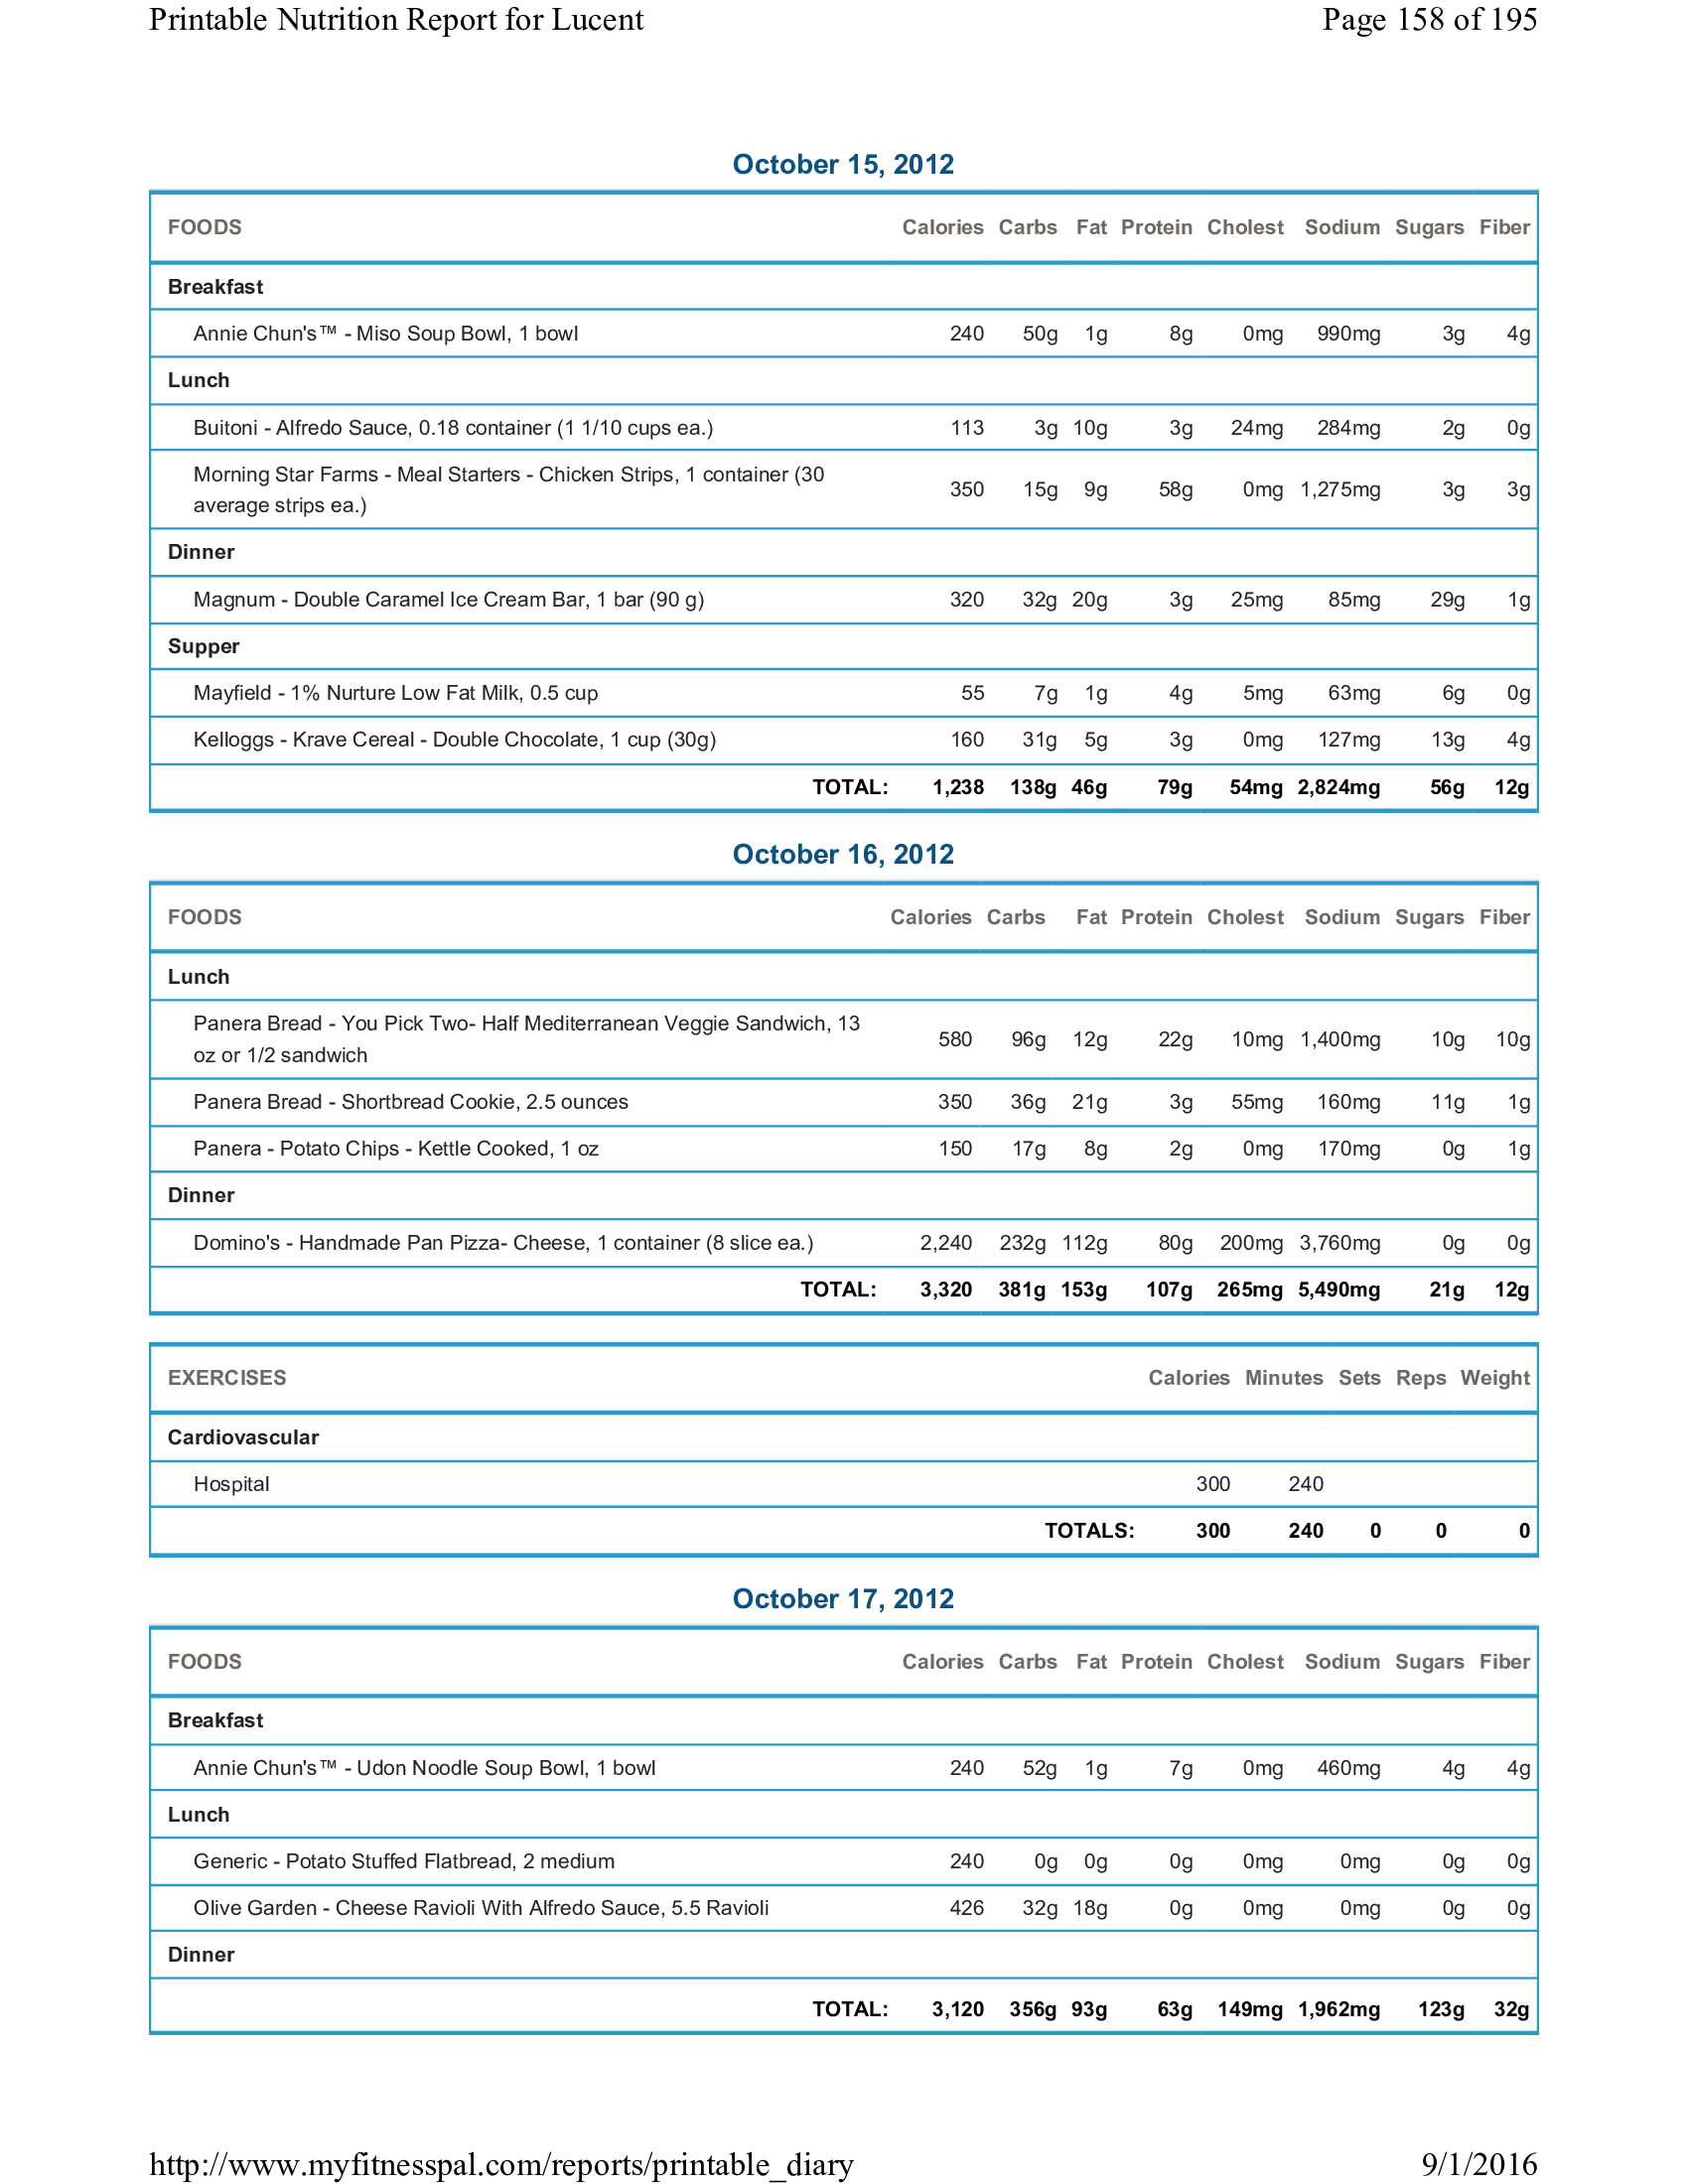 Printable Nutrition Report for Lucent Page 158 of 195
October 15, 2012
FOODS Calories Carbs Fat Protein Cholest Sodium Sugars Fiber
Breakfast
Annie Chun's™ - Miso Soup Bowl, 1 bowl 240 50g 1g 8g 0mg 990mg 3g 4g
Lunch
Buitoni - Alfredo Sauce, 0.18 container (1 1/10 cups ea.) 113 3g 10g 3g 24mg 284mg 2g 0g
Morning Star Farms - Meal Starters - Chicken Strips, 1 container (30
average strips ea.) 350 15g 9g 58g 0mg 1,275mg 3g 3g
Dinner
Magnum - Double Caramel Ice Cream Bar, 1 bar (90 g) 320 32g 20g 3g 25mg 85mg 29g 1g
Supper
Mayfield - 1% Nurture Low Fat Milk, 0.5 cup 55 7g 1g 4g 5mg 63mg 6g 0g
Kelloggs - Krave Cereal - Double Chocolate, 1 cup (30g) 160 31g 5g 3g 0mg 127mg 13g 4g
TOTAL: 1,238 138g 46g 79g 54mg 2,824mg 56g 12g
October 16, 2012
FOODS Calories Carbs Fat Protein Cholest Sodium Sugars Fiber
Lunch
Panera Bread - You Pick Two- Half Mediterranean Veggie Sandwich, 13
oz or 1/2 sandwich 580 96g 12g 22g 10mg 1,400mg 10g 10g
Panera Bread - Shortbread Cookie, 2.5 ounces 350 36g 21g 3g 55mg 160mg 11g 1g
Panera - Potato Chips - Kettle Cooked, 1 oz 150 17g 8g 2g 0mg 170mg 0g 1g
Dinner
Domino's - Handmade Pan Pizza- Cheese, 1 container (8 slice ea.) 2,240 232g 112g 80g 200mg 3,760mg 0g 0g
TOTAL: 3,320 381g 153g 107g 265mg 5,490mg 21g 12g
EXERCISES Calories Minutes Sets Reps Weight
Cardiovascular
Hospital 300 240
TOTALS: 300 240 0 0 0
October 17, 2012
FOODS Calories Carbs Fat Protein Cholest Sodium Sugars Fiber
Breakfast
Annie Chun's™ - Udon Noodle Soup Bowl, 1 bowl 240 52g 1g 7g 0mg 460mg 4g 4g
Lunch
Generic - Potato Stuffed Flatbread, 2 medium 240 0g 0g 0g 0mg 0mg 0g 0g
Olive Garden - Cheese Ravioli With Alfredo Sauce, 5.5 Ravioli 426 32g 18g 0g 0mg 0mg 0g 0g
Dinner
TOTAL: 3,120 356g 93g 63g 149mg 1,962mg 123g 32g
http://www.myfitnesspal.com/reports/printable_diary 9/1/2016